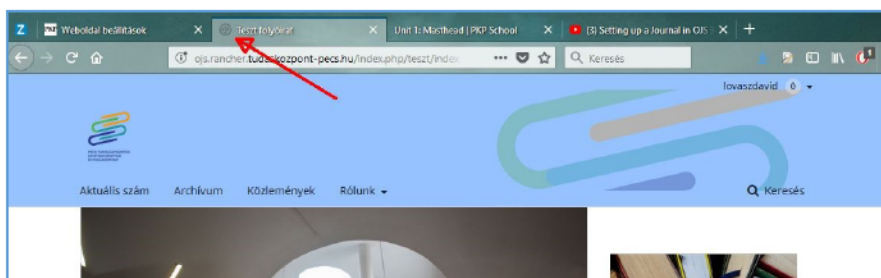 Z Weboldal beállítások Teszt folyóirat Unit 1: Masthead | PKP School (3) Setting up a Journal in OJS
ojs.rancher.tudaskozpont-pecs.hu/index.php/teszt/index Keresés
lovaszdavid 0
Aktuális szám Archívum Közlemények Rólunk Keresés